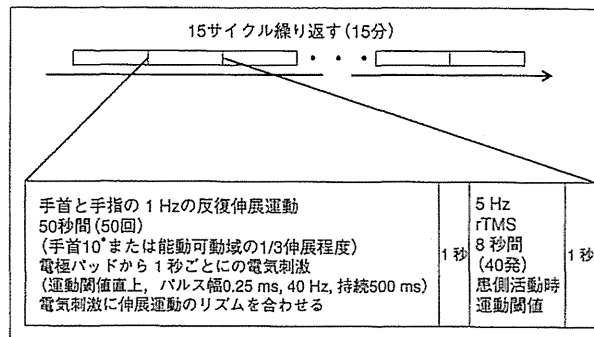 15サイクル繰り返す(15分)
手首と手指の1 Hzの反復伸展運動
50秒間(50回)
(手首10°または能動可動域の1/3伸展程度)
電極パッドから1秒ごとにの電気刺激
(運動閾値直上，パルス幅0.25 ms, 40 Hz, 持続500 ms)
電気刺激に伸展運動のリズムを合わせる
1秒
5 Hz
rTMS
8秒間
(40発)
患側活動時
運動閾値
1秒